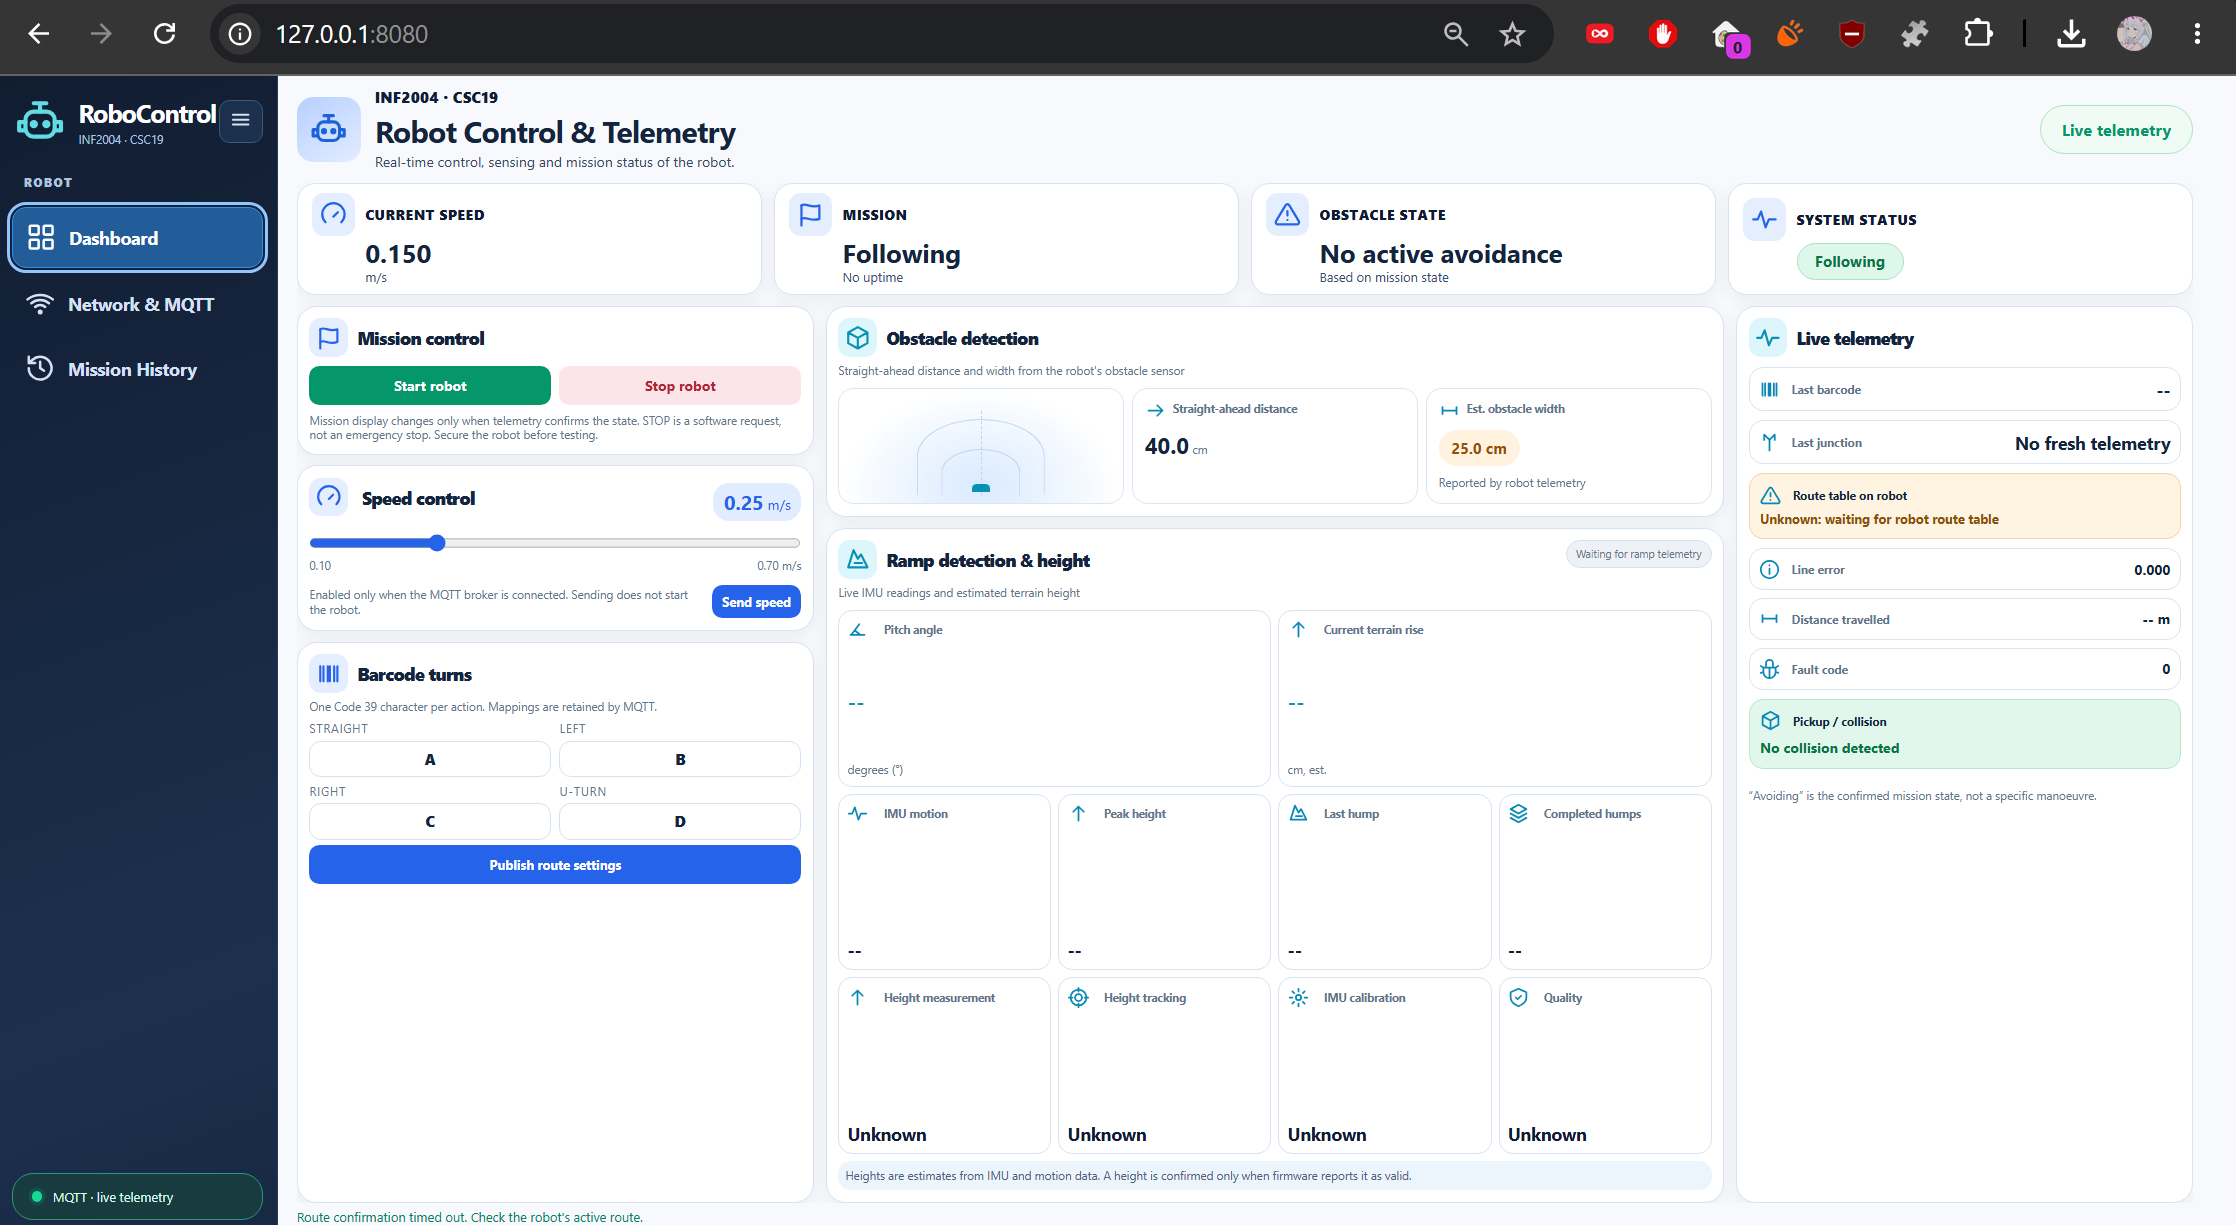 127.0.0.1:8080
0
RoboControl
INF2004 · CSC19
ROBOT
Dashboard
Network & MQTT
Mission History
MQTT · live telemetry
INF2004 · CSC19
Robot Control & Telemetry
Real-time control, sensing and mission status of the robot.
Live telemetry
CURRENT SPEED
0.150
m/s
MISSION
Following
No uptime
OBSTACLE STATE
No active avoidance
Based on mission state
SYSTEM STATUS
Following
Mission control
Start robot
Stop robot
Mission display changes only when telemetry confirms the state. STOP is a software request,
not an emergency stop. Secure the robot before testing.
Speed control
0.25 m/s
0.10
0.70 m/s
Enabled only when the MQTT broker is connected. Sending does not start
the robot.
Send speed
Barcode turns
One Code 39 character per action. Mappings are retained by MQTT.
STRAIGHT
LEFT
A
B
RIGHT
U-TURN
C
D
Publish route settings
Obstacle detection
Straight-ahead distance and width from the robot's obstacle sensor
Straight-ahead distance
40.0 cm
Est. obstacle width
25.0 cm
Reported by robot telemetry
Ramp detection & height
Waiting for ramp telemetry
Live IMU readings and estimated terrain height
Pitch angle
--
degrees (°)
Current terrain rise
--
cm, est.
IMU motion
--
Peak height
--
Last hump
--
Completed humps
--
Height measurement
Unknown
Height tracking
Unknown
IMU calibration
Unknown
Quality
Unknown
Heights are estimates from IMU and motion data. A height is confirmed only when firmware reports it as valid.
Live telemetry
Last barcode
--
Last junction
No fresh telemetry
Route table on robot
Unknown: waiting for robot route table
Line error
0.000
Distance travelled
-- m
Fault code
0
Pickup / collision
No collision detected
“Avoiding” is the confirmed mission state, not a specific manoeuvre.
Route confirmation timed out. Check the robot's active route.